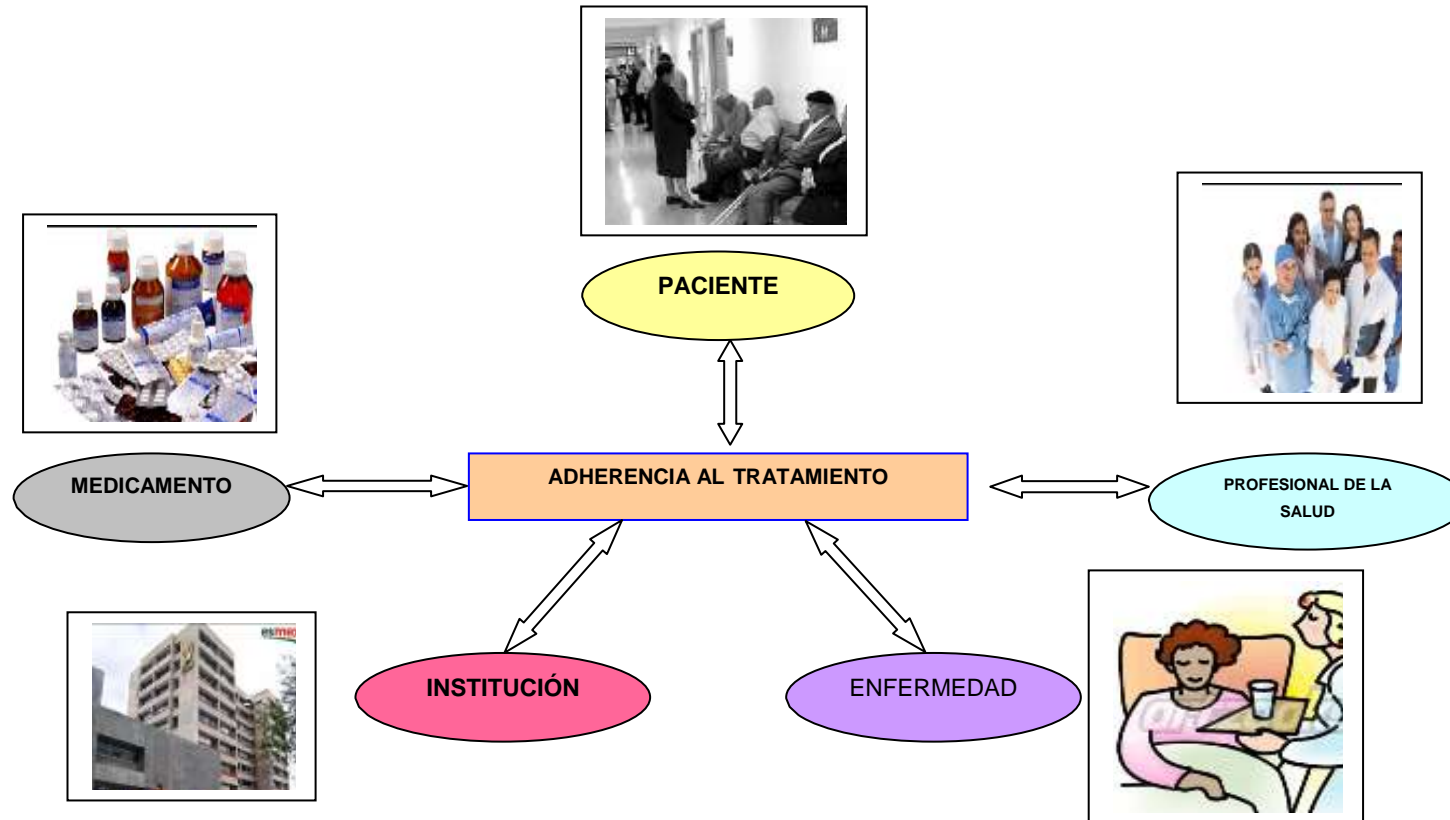 PACIENTE
MEDICAMENTO
ADHERENCIA AL TRATAMIENTO
PROFESIONAL DE LA
SALUD
INSTITUCIÓN
ENFERMEDAD